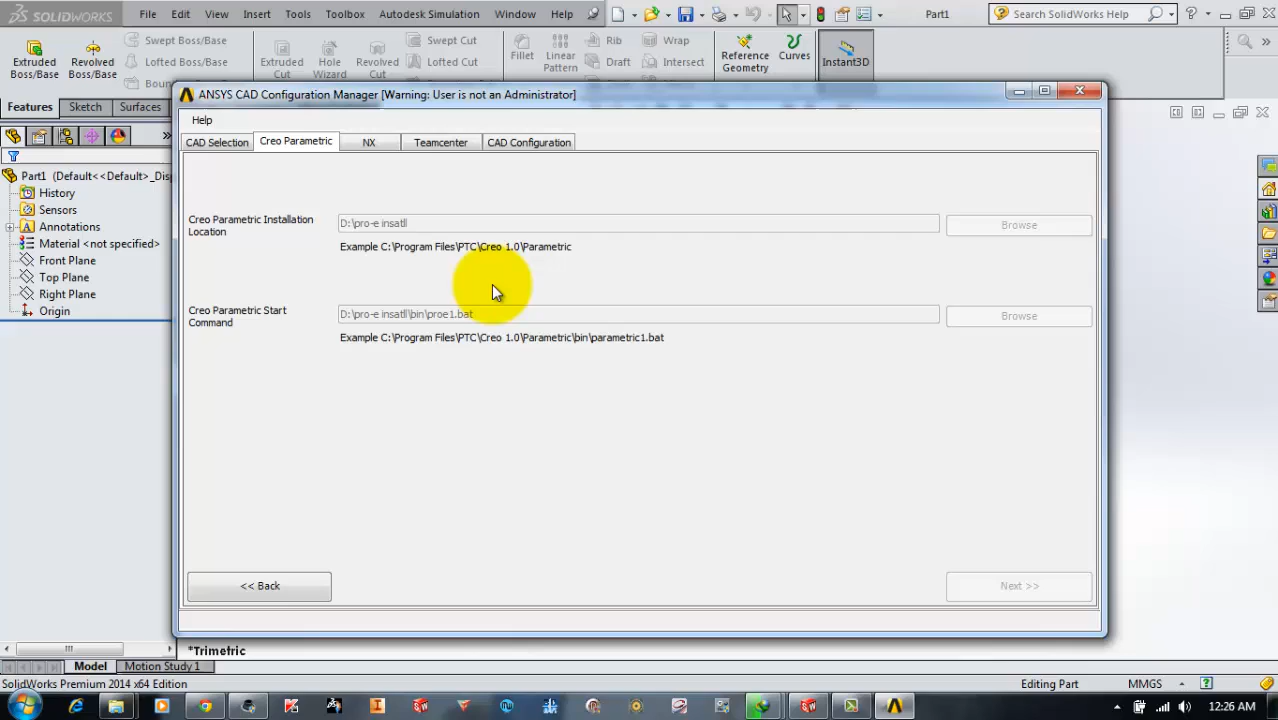 SOLIDWORKS File Edit View Insert Tools Toolbox Autodesk Simulation Window Help Part1 Search SolidWorks Help
Extruded Boss/Base
Revolved Boss/Base
Swept Boss/Base
Lofted Boss/Base
Extruded Cut
Hole Wizard
Revolved Cut
Swept Cut
Lofted Cut
Fillet
Linear Pattern
Rib
Draft
Wrap
Intersect
Reference Geometry
Curves
Instant3D
Features Sketch Surfaces
ANSYS CAD Configuration Manager [Warning: User is not an Administrator]
Help
CAD Selection Creo Parametric NX Teamcenter CAD Configuration
Part1 (Default<<Default>_Dis
History
Sensors
Annotations
Material <not specified>
Front Plane
Top Plane
Right Plane
Origin
Creo Parametric Installation
Location
D:\pro-e insatll
Browse
Example C:\Program Files\PTC\Creo 1.0\Parametric
Creo Parametric Start
Command
D:\pro-e insatll\bin\proe1.bat
Browse
Example C:\Program Files\PTC\Creo 1.0\Parametric\bin\parametric1.bat
<< Back
Next >>
*Trimetric
Model Motion Study 1
SolidWorks Premium 2014 x64 Edition Editing Part MMGS
12:26 AM